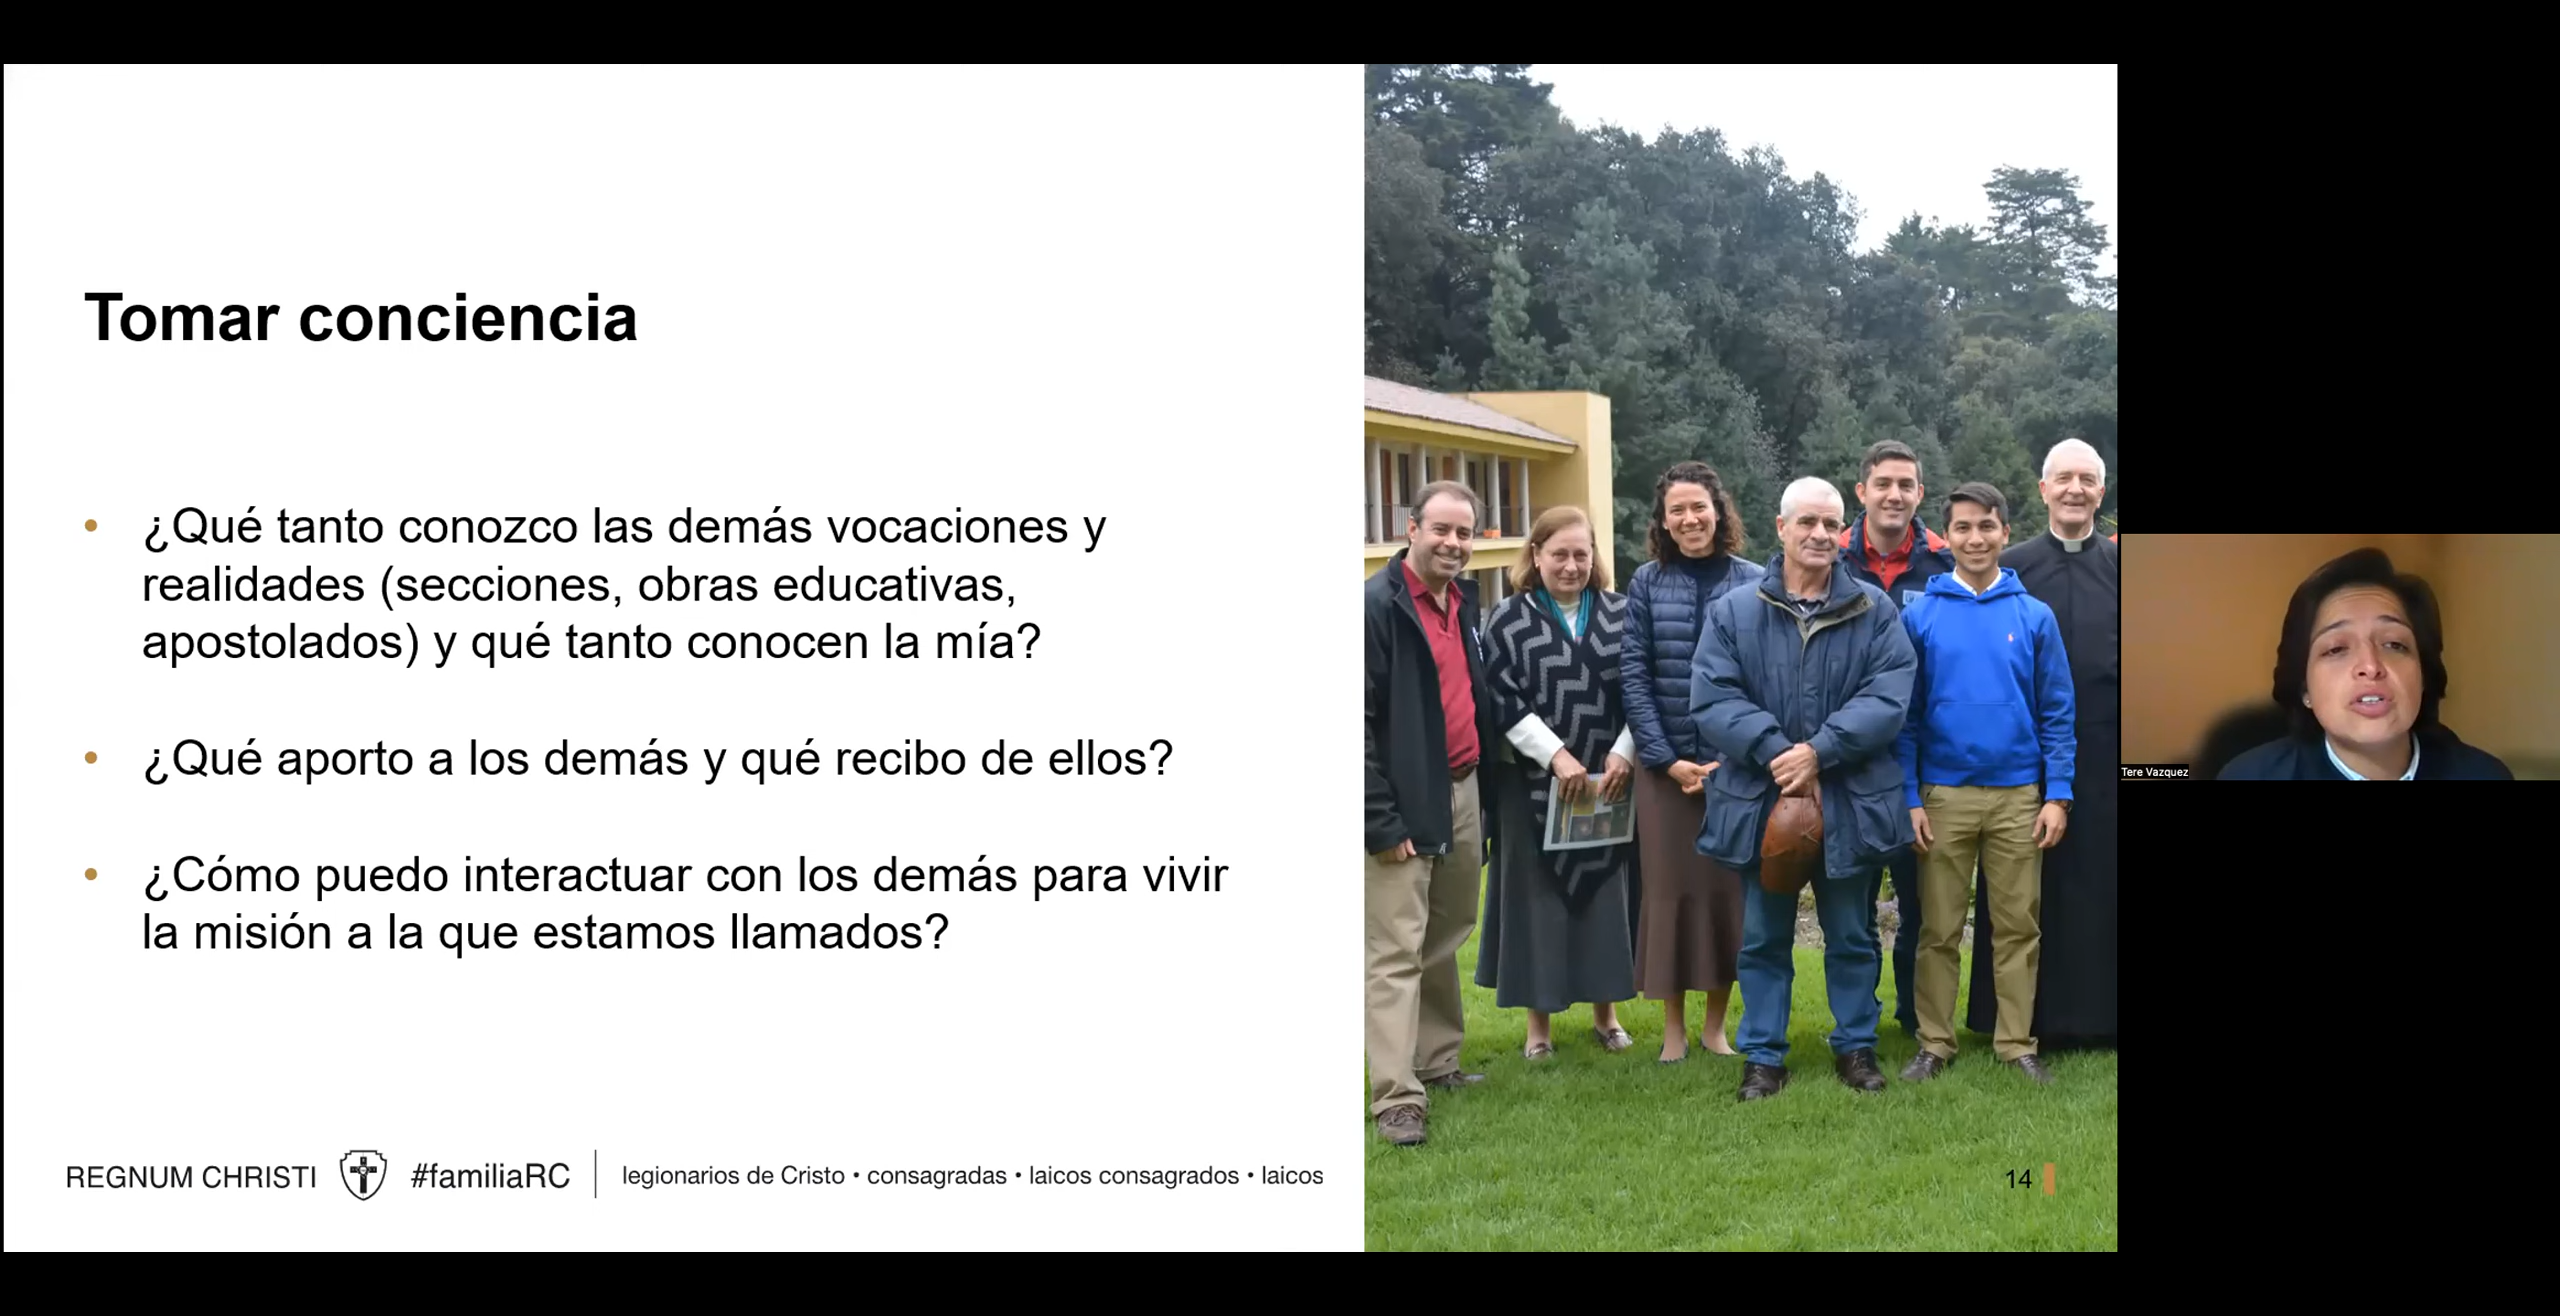 Tomar conciencia
• ¿Qué tanto conozco las demás vocaciones y
realidades (secciones, obras educativas,
apostolados) y qué tanto conocen la mía?
• ¿Qué aporto a los demás y qué recibo de ellos?
• ¿Cómo puedo interactuar con los demás para vivir
la misión a la que estamos llamados?
REGNUM CHRISTI #familiaRC legionarios de Cristo • consagradas • laicos consagrados • laicos
14
Tere Vazquez